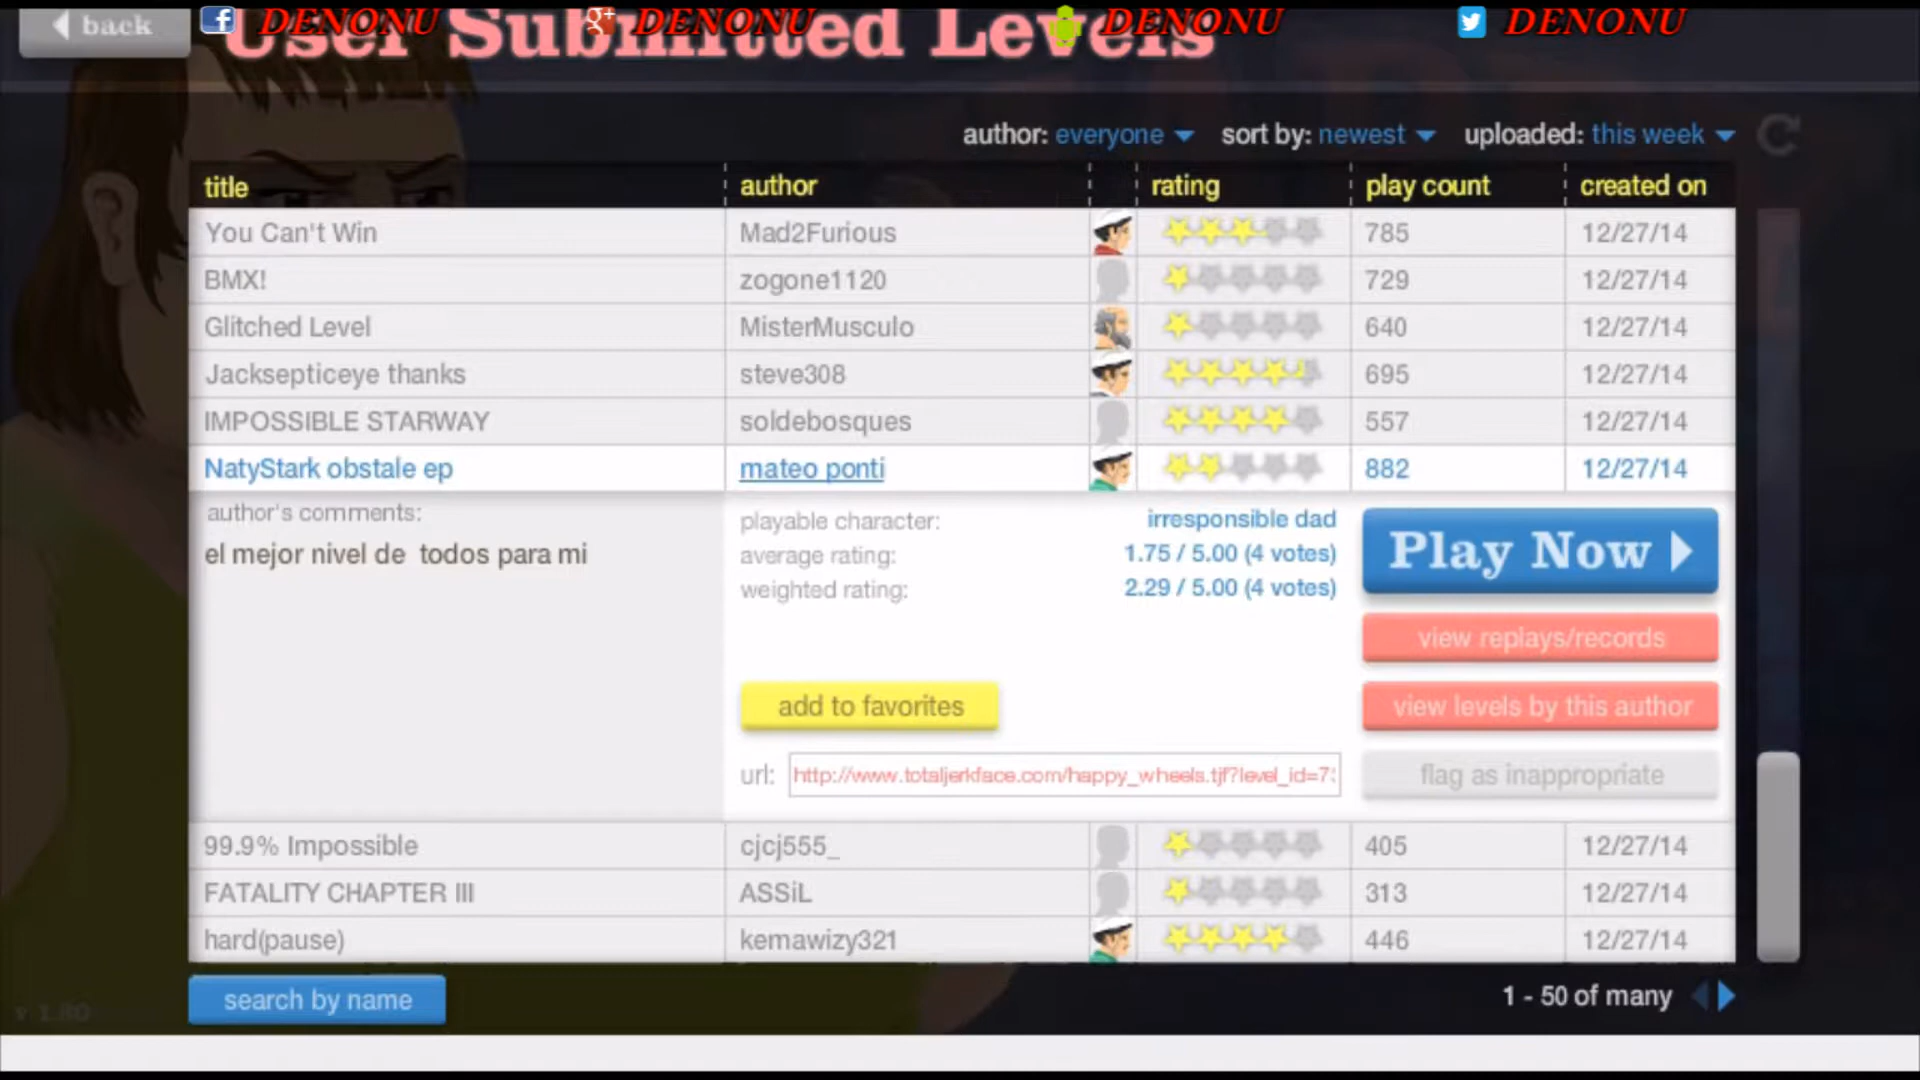 back
DENONU DENONU DENONU DENONU
User Submitted Levels
author: everyone sort by: newest uploaded: this week
title author rating play count created on
You Can't Win Mad2Furious 785 12/27/14
BMX! zogone1120 729 12/27/14
Glitched Level MisterMusculo 640 12/27/14
Jacksepticeye thanks steve308 695 12/27/14
IMPOSSIBLE STARWAY soldebosques 557 12/27/14
NatyStark obstale ep mateo ponti 882 12/27/14
author's comments:
el mejor nivel de todos para mi
playable character: irresponsible dad
average rating: 1.75 / 5.00 (4 votes)
weighted rating: 2.29 / 5.00 (4 votes)
Play Now
view replays/records
add to favorites
view levels by this author
url: http://www.totaljerkface.com/happy_wheels.tjf?level_id=7
flag as inappropriate
99.9% Impossible cjcj555_ 405 12/27/14
FATALITY CHAPTER III ASSiL 313 12/27/14
hard(pause) kemawizy321 446 12/27/14
search by name
1 - 50 of many
v 1.80